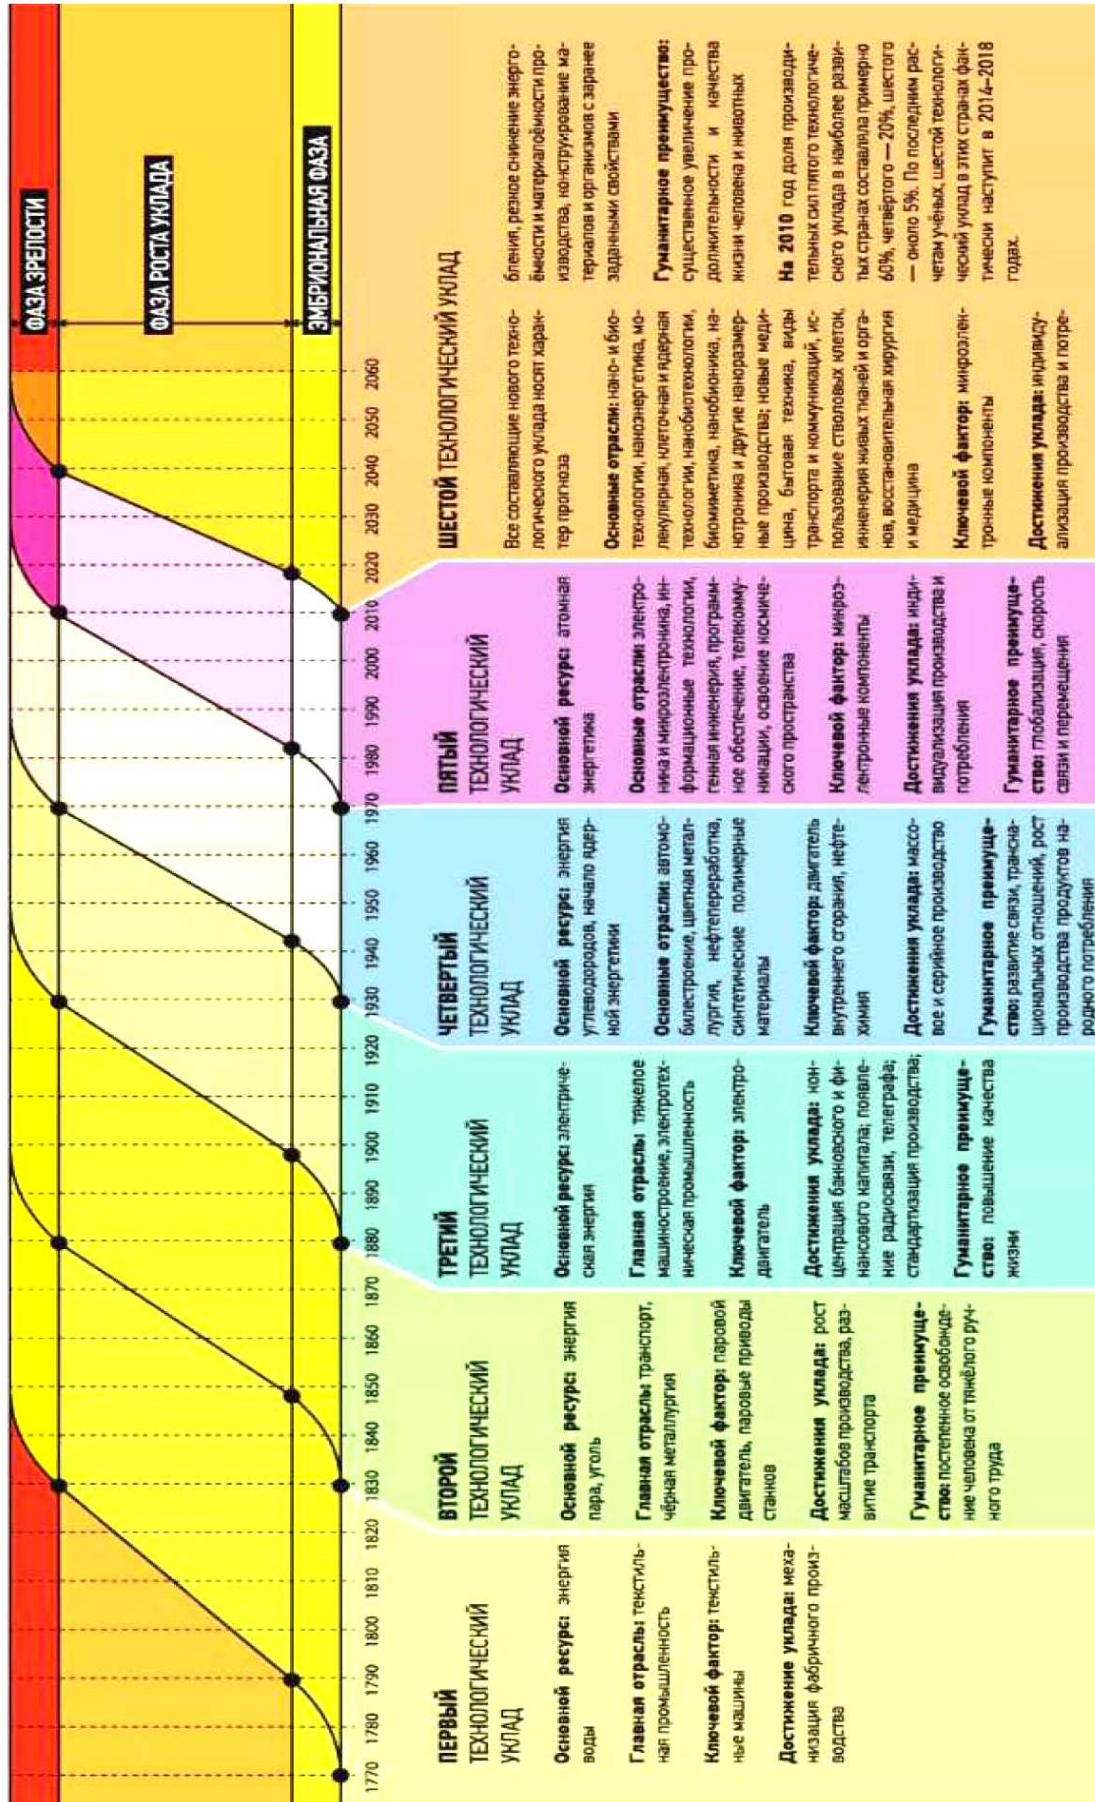 ФАЗА ЗРЕЛОСТИ
ФАЗА РОСТА УКЛАДА
ЭМБРИОНАЛЬНАЯ ФАЗА
1770 1780 1790 1800 1810 1820 1830 1840 1850 1860 1870 1880 1890 1900 1910 1920 1930 1940 1950 1960 1970 1980 1990 2000 2010 2020 2030 2040 2050 2060
ПЕРВЫЙ
ТЕХНОЛОГИЧЕСКИЙ
УКЛАД
Основной ресурс: энергия
воды
Главная отрасль: текстиль-
ная промышленность
Ключевой фактор: текстиль-
ные машины
Достижение уклада: меха-
низация фабричного произ-
водства
ВТОРОЙ
ТЕХНОЛОГИЧЕСКИЙ
УКЛАД
Основной ресурс: энергия
пара, уголь
Главная отрасль: транспорт,
чёрная металлургия
Ключевой фактор: паровой
двигатель, паровые приводы
станков
Достижения уклада: рост
масштабов производства, раз-
витие транспорта
Гуманитарное преимуще-
ство: постепенное освобожде-
ние человека от тяжёлого руч-
ного труда
ТРЕТИЙ
ТЕХНОЛОГИЧЕСКИЙ
УКЛАД
Основной ресурс: электриче-
ская энергия
Главная отрасль: тяжелое
машиностроение, электротех-
ническая промышленность
Ключевой фактор: электро-
двигатель
Достижения уклада: кон-
центрация банковского и фи-
нансового капитала; появле-
ние радиосвязи, телеграфа;
стандартизация производства;
Гуманитарное преимуще-
ство: повышение качества
жизни
ЧЕТВЕРТЫЙ
ТЕХНОЛОГИЧЕСКИЙ
УКЛАД
Основной ресурс: энергия
углеводородов, начало ядер-
ной энергетики
Основные отрасли: автомо-
билестроение, цветная метал-
лургия, нефтепереработка,
синтетические полимерные
материалы
Ключевой фактор: двигатель
внутреннего сгорания, нефте-
химия
Достижения уклада: массо-
вое и серийное производство
Гуманитарное преимуще-
ство: развитие связи, трансна-
циональных отношений, рост
производства продуктов на-
родного потребления
ПЯТЫЙ
ТЕХНОЛОГИЧЕСКИЙ
УКЛАД
Основной ресурс: атомная
энергетика
Основные отрасли: электро-
ника и микроэлектроника, ин-
формационные технологии,
генная инженерия, программ-
ное обеспечение, телекомму-
никации, освоение космиче-
ского пространства
Ключевой фактор: микроэ-
лектронные компоненты
Достижения уклада: инди-
видуализация производства и
потребления
Гуманитарное преимуще-
ство: глобализация, скорость
связи и перемещения
ШЕСТОЙ ТЕХНОЛОГИЧЕСКИЙ УКЛАД
Все составляющие нового техно-
логического уклада носят харак-
тер прогноза
Основные отрасли: нано- и био-
технологии, наноэнергетика, мо-
лекулярная, клеточная и ядерная
технологии, нанобиотехнологии,
биомиметика, нанобионика, на-
нотроника и другие наноразмер-
ные производства; новые меди-
цина, бытовая техника, виды
транспорта и коммуникаций, ис-
пользование стволовых клеток,
инженерия живых тканей и орга-
нов, восстановительная хирургия
и медицина
Ключевой фактор: микроэлек-
тронные компоненты
Достижения уклада: индивиду-
ализация производства и потре-
бления, резкое снижение энерго-
ёмкости и материалоёмкости про-
изводства, конструирование ма-
териалов и организмов с заранее
заданными свойствами
Гуманитарное преимущество:
существенное увеличение про-
должительности и качества
жизни человека и животных
На 2010 год доля производи-
тельных сил пятого технологиче-
ского уклада в наиболее разви-
тых странах составляла примерно
60%, четвёртого — 20%, шестого
— около 5%. По последним рас-
четам учёных, шестой технологи-
ческий уклад в этих странах фак-
тически наступит в 2014–2018
годах.